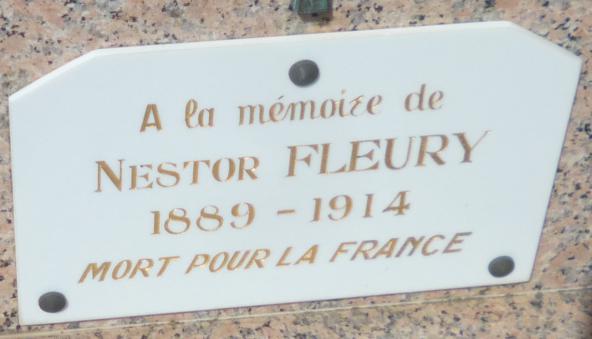 A la mémoire de
NESTOR FLEURY
1889 - 1914
MORT POUR LA FRANCE